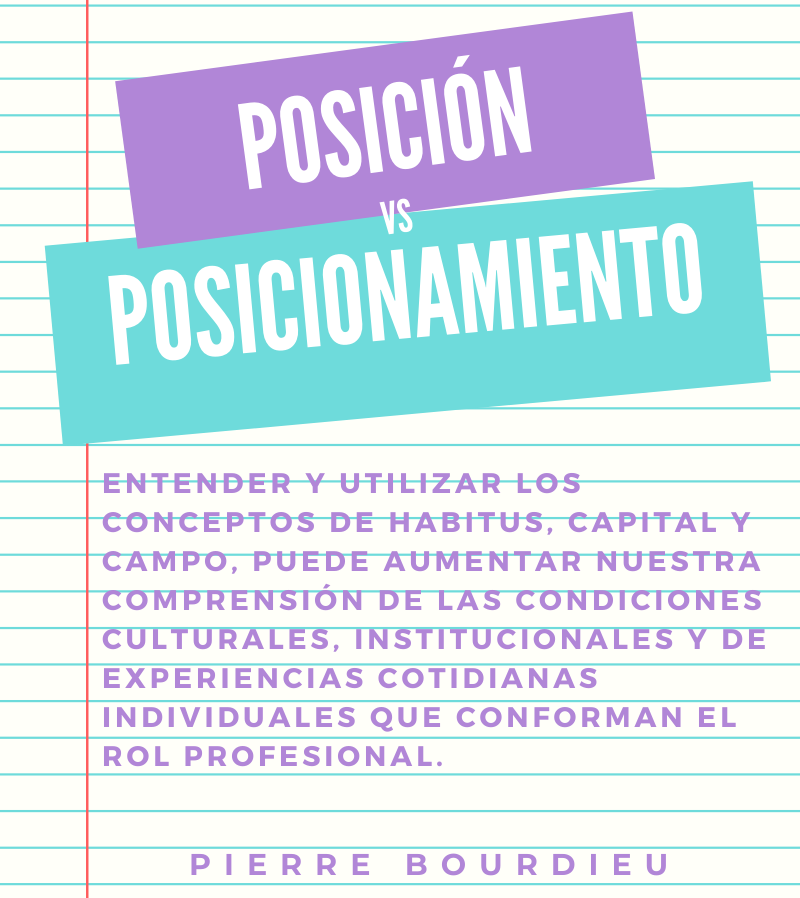 POSICIÓN
VS
POSICIONAMIENTO
ENTENDER Y UTILIZAR LOS
CONCEPTOS DE HABITUS, CAPITAL Y
CAMPO, PUEDE AUMENTAR NUESTRA
COMPRENSIÓN DE LAS CONDICIONES
CULTURALES, INSTITUCIONALES Y DE
EXPERIENCIAS COTIDIANAS
INDIVIDUALES QUE CONFORMAN EL
ROL PROFESIONAL.
PIERRE BOURDIEU